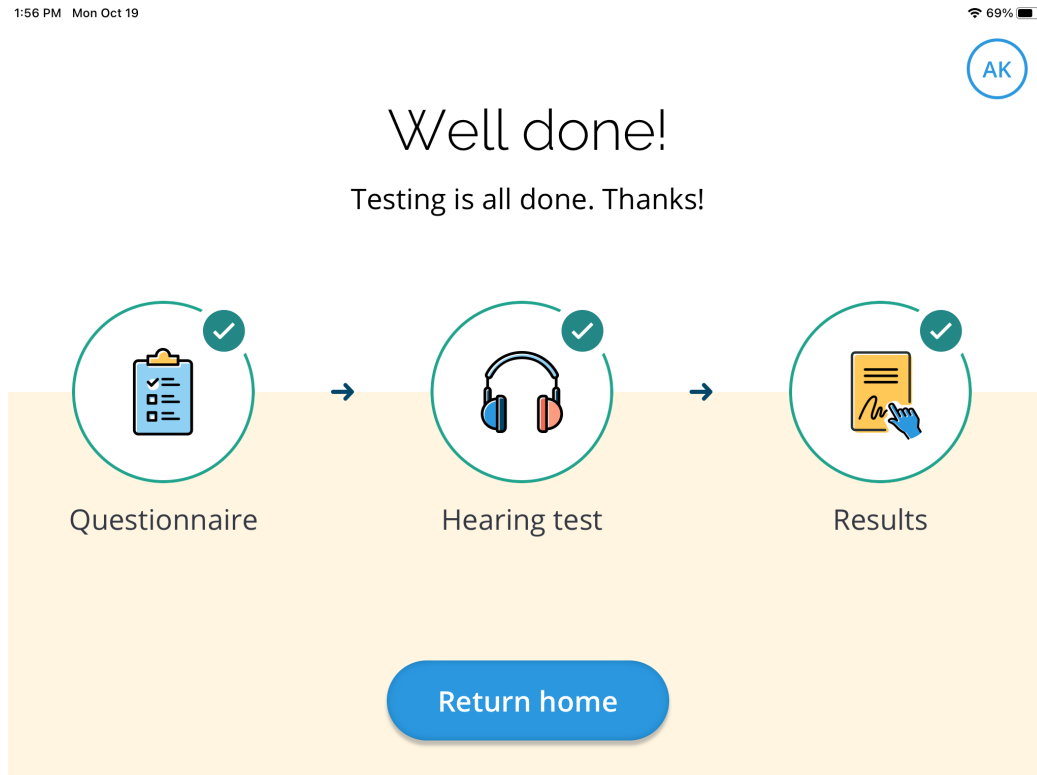 1:56 PM Mon Oct 19 69%
AK
Well done!
Testing is all done. Thanks!
Questionnaire Hearing test Results
Return home